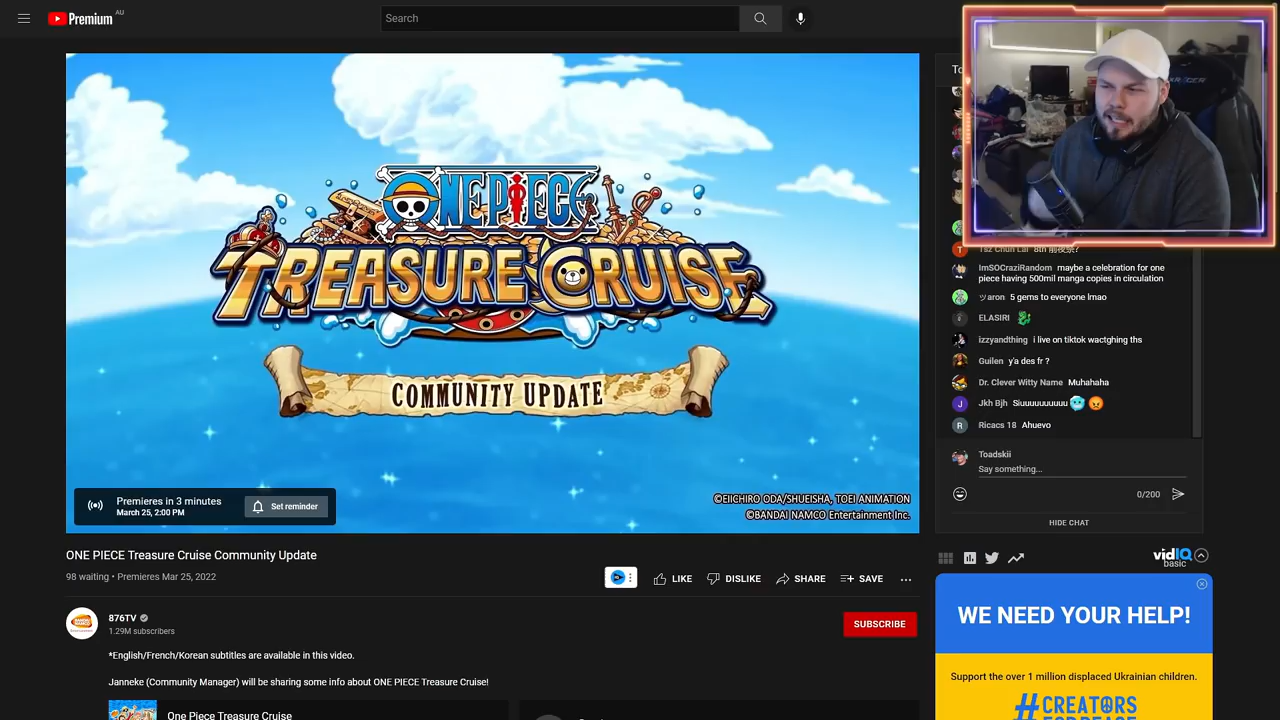 Premium AU
Search
ONE PIECE
TREASURE CRUISE
COMMUNITY UPDATE
Premieres in 3 minutes
March 25, 2:00 PM
Set reminder
©EIICHIRO ODA/SHUEISHA, TOEI ANIMATION
©BANDAI NAMCO Entertainment Inc.
ONE PIECE Treasure Cruise Community Update
98 waiting • Premieres Mar 25, 2022
LIKE
DISLIKE
SHARE
SAVE
876TV
1.29M subscribers
SUBSCRIBE
*English/French/Korean subtitles are available in this video.
Janneke (Community Manager) will be sharing some info about ONE PIECE Treasure Cruise!
One Piece Treasure Cruise
To
T Tsz Chun Lai 8th
ImSOCraziRandom maybe a celebration for one
piece having 500mil manga copies in circulation
ツaron 5 gems to everyone lmao
ELASIRI
izzyandthing i live on tiktok wactghing ths
Guilen y'a des fr ?
Dr. Clever Witty Name Muhahaha
J Jkh Bjh Siuuuuuuuuu
R Ricacs 18 Ahuevo
Toadskii
Say something...
0/200
HIDE CHAT
vidIQ
basic
WE NEED YOUR HELP!
Support the over 1 million displaced Ukrainian children.
#CREATORS